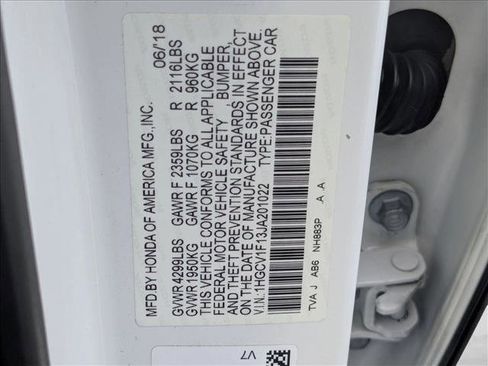 MFD. BY HONDA OF AMERICA MFG.,INC. 06/18
GVWR 4299LBS GAWR F 2359LBS R 2116LBS
GVWR 1950KG GAWR F 1070KG R 960KG
THIS VEHICLE CONFORMS TO ALL APPLICABLE
FEDERAL MOTOR VEHICLE SAFETY , BUMPER,
AND THEFT PREVENTION STANDARDS IN EFFECT
ON THE DATE OF MANUFACTURE SHOWN ABOVE.
V.I.N.:1HGCV1F13JA201022 TYPE:PASSENGER CAR
TVA J AB6 NH883P A A
V7